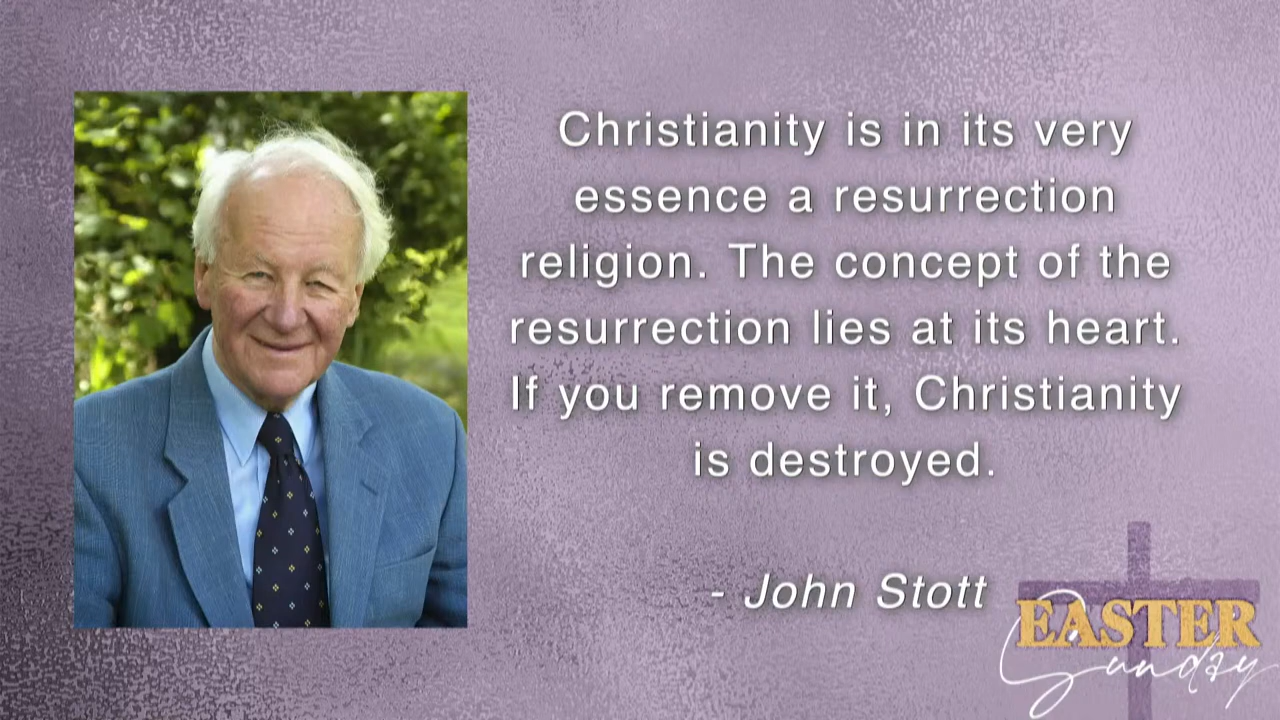 Christianity is in its very
essence a resurrection
religion. The concept of the
resurrection lies at its heart.
If you remove it, Christianity
is destroyed.
- John Stott
EASTER
Sunday